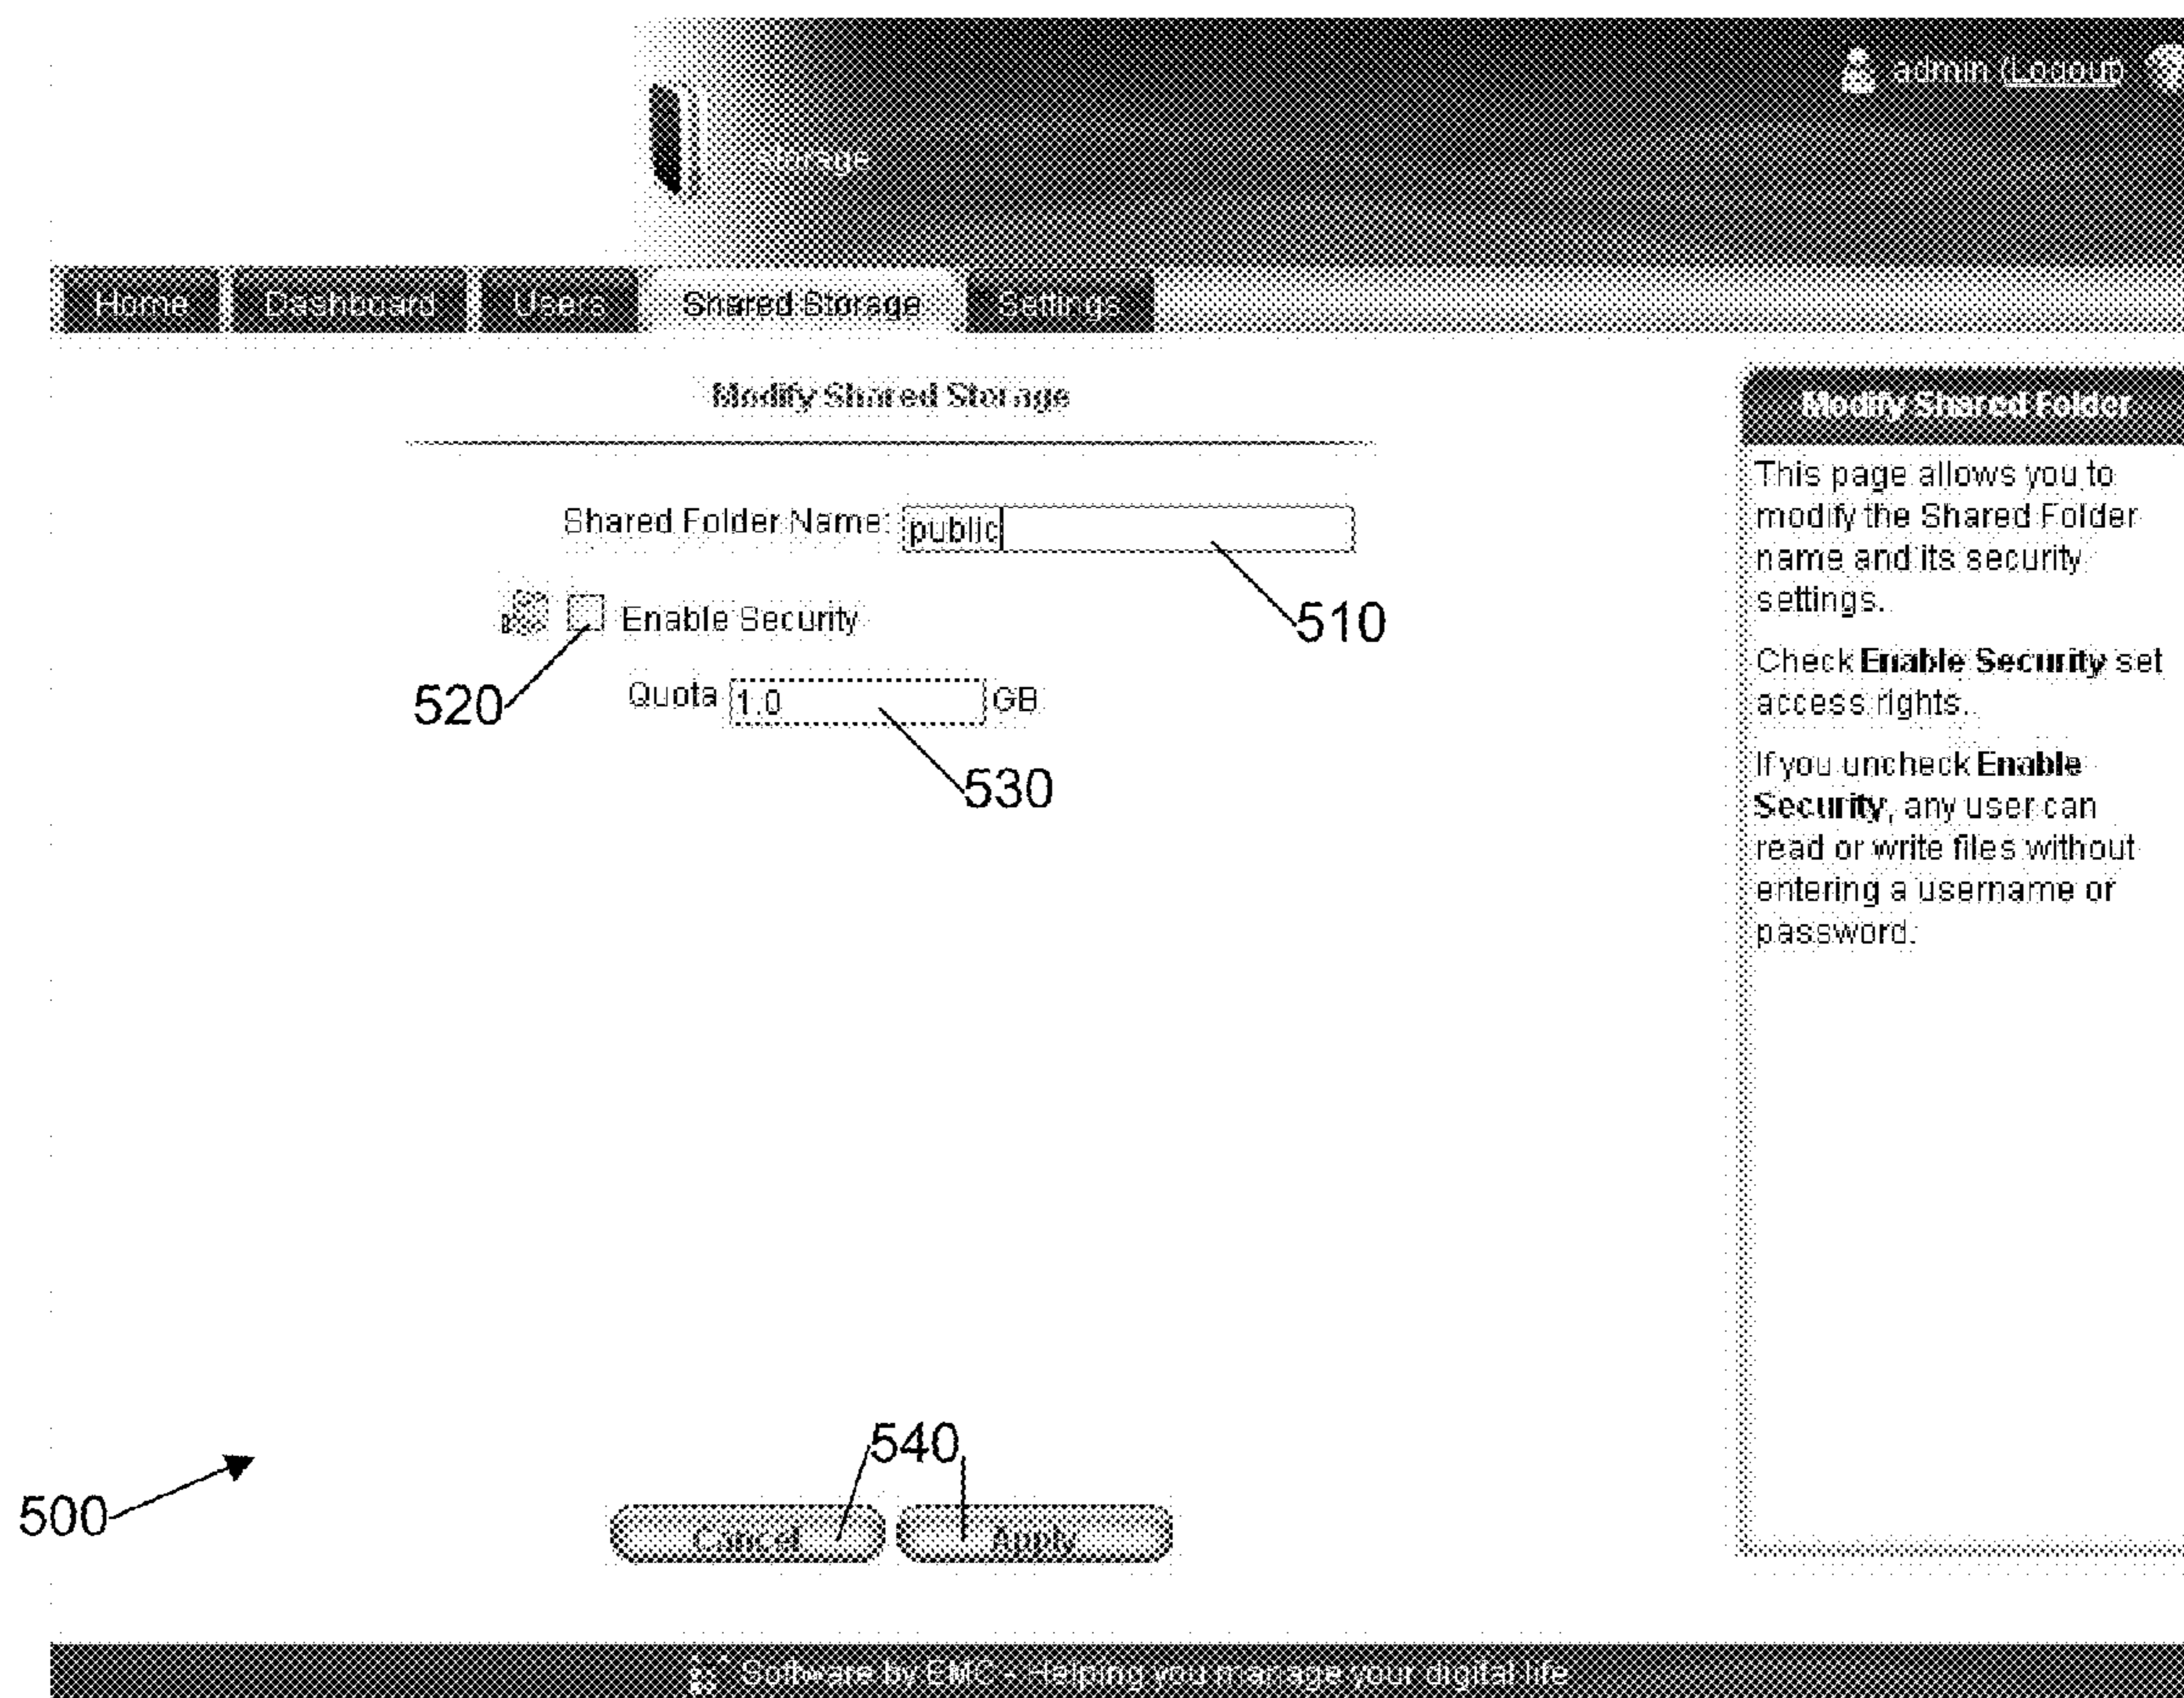 admin (Logout)
Storage
Home Dashboard Users Shared Storage Settings
Modify Shared Storage
Shared Folder Name: public
510
Enable Security
520
Quota 1.0 GB
530
Modify Shared Folder
This page allows you to
modify the Shared Folder
name and its security
settings.
Check Enable Security set
access rights.
If you uncheck Enable
Security, any user can
read or write files without
entering a username or
password.
540
500
Cancel Apply
Software by EMC - Helping you manage your digital life